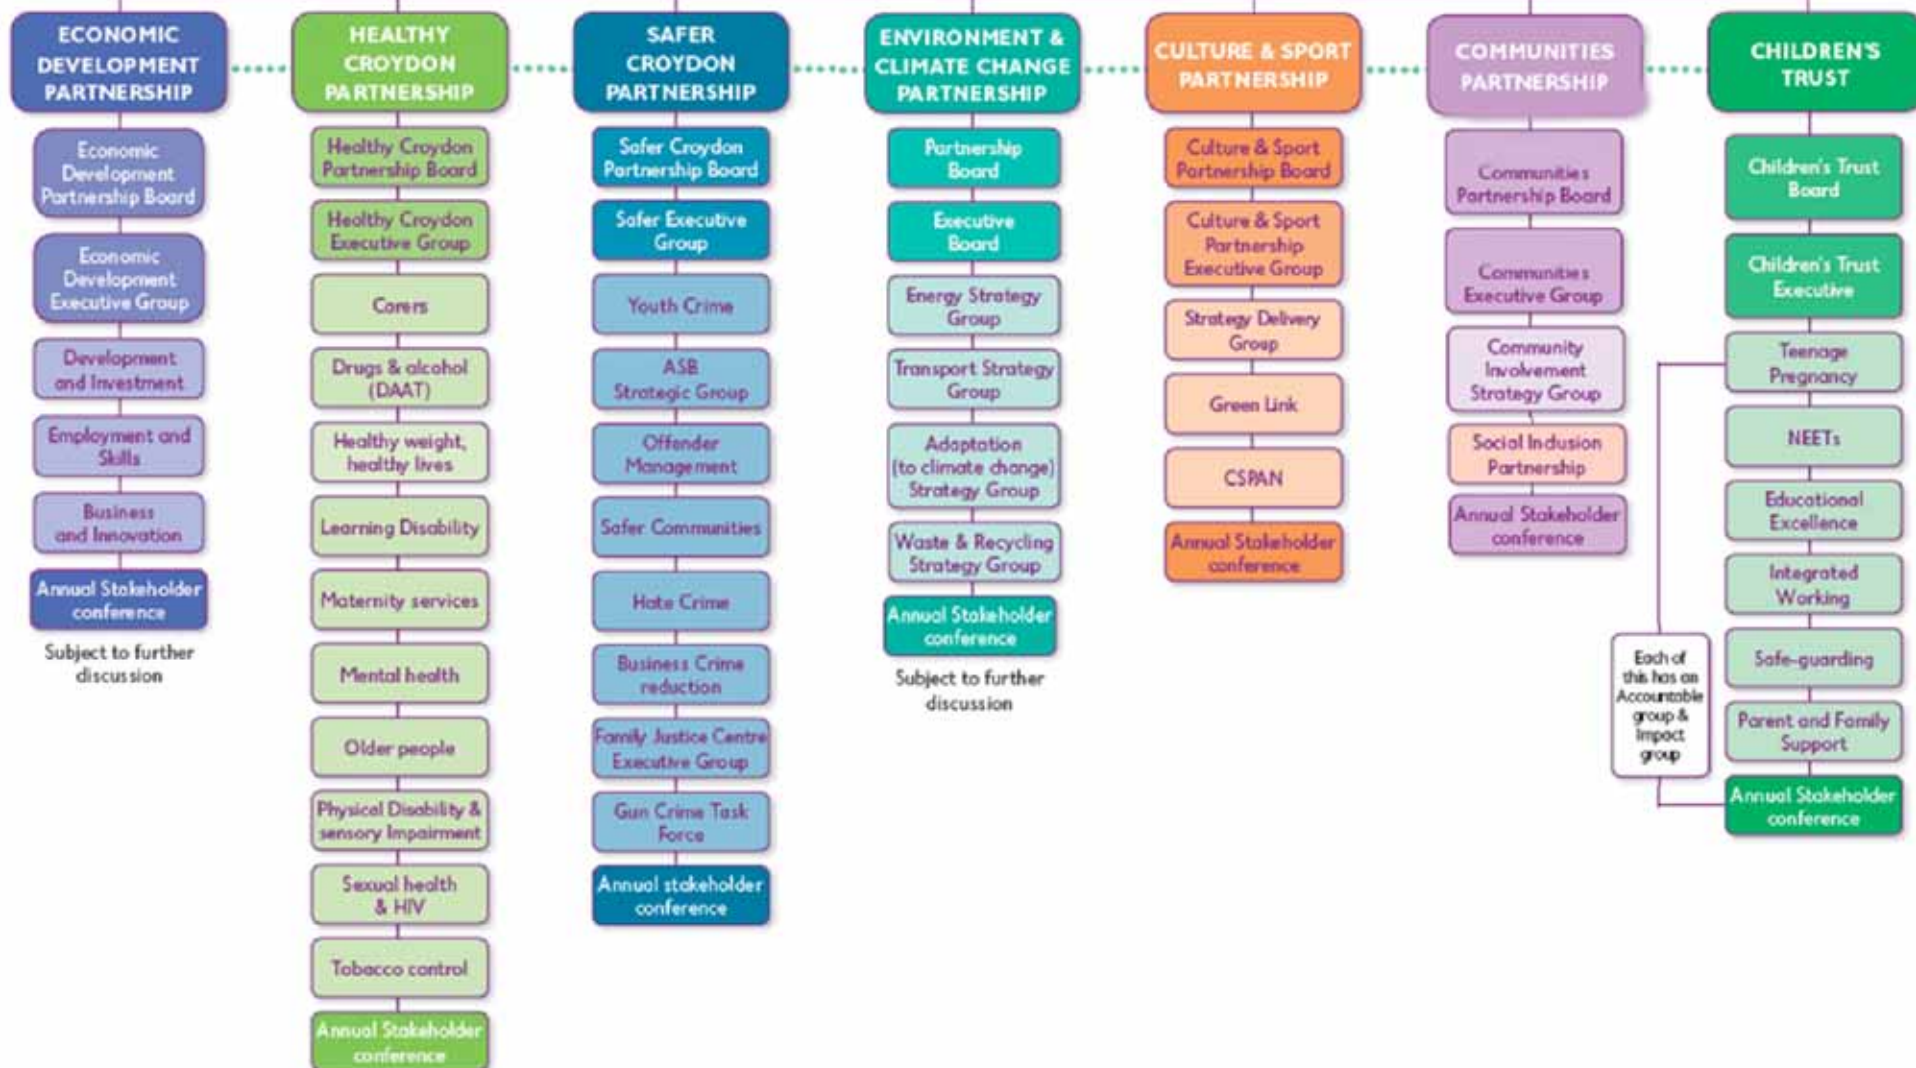 ECONOMIC
DEVELOPMENT
PARTNERSHIP
Economic
Development
Partnership Board
Economic
Development
Executive Group
Development
and Investment
Employment and
Skills
Business
and Innovation
Annual Stakeholder
conference
Subject to further
discussion
HEALTHY
CROYDON
PARTNERSHIP
Healthy Croydon
Partnership Board
Healthy Croydon
Executive Group
Carers
Drugs & alcohol
(DAAT)
Healthy weight,
healthy lives
Learning Disability
Maternity services
Mental health
Older people
Physical Disability &
sensory Impairment
Sexual health
& HIV
Tobacco control
Annual Stakeholder
conference
SAFER
CROYDON
PARTNERSHIP
Safer Croydon
Partnership Board
Safer Executive
Group
Youth Crime
ASB
Strategic Group
Offender
Management
Safer Communities
Hate Crime
Business Crime
reduction
Family Justice Centre
Executive Group
Gun Crime Task
Force
Annual stakeholder
conference
ENVIRONMENT &
CLIMATE CHANGE
PARTNERSHIP
Partnership
Board
Executive
Board
Energy Strategy
Group
Transport Strategy
Group
Adaptation
(to climate change)
Strategy Group
Waste & Recycling
Strategy Group
Annual Stakeholder
conference
Subject to further
discussion
CULTURE & SPORT
PARTNERSHIP
Culture & Sport
Partnership Board
Culture & Sport
Partnership
Executive Group
Strategy Delivery
Group
Green Link
CSPAN
Annual Stakeholder
conference
COMMUNITIES
PARTNERSHIP
Communities
Partnership Board
Communities
Executive Group
Community
Involvement
Strategy Group
Social Inclusion
Partnership
Annual Stakeholder
conference
CHILDREN'S
TRUST
Children's Trust
Board
Children's Trust
Executive
Teenage
Pregnancy
NEETs
Educational
Excellence
Integrated
Working
Safe-guarding
Parent and Family
Support
Annual Stakeholder
conference
Each of
this has an
Accountable
group &
Impact
group